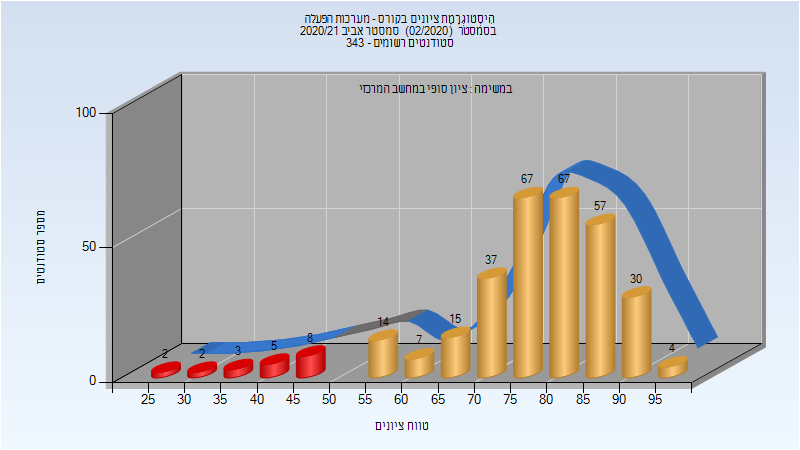 היסטוגרמת ציונים בקורס - מערכות הפעלה
בסמסטר (02/2020) סמסטר אביב 2020/21
סטודנטים רשומים - 343
במשימה : ציון סופי במחשב המרכזי
מספר סטודנטים
100
50
0
2
2
3
5
8
14
7
15
37
67
67
57
30
4
25 30 35 40 45 50 55 60 65 70 75 80 85 90 95
טווח ציונים